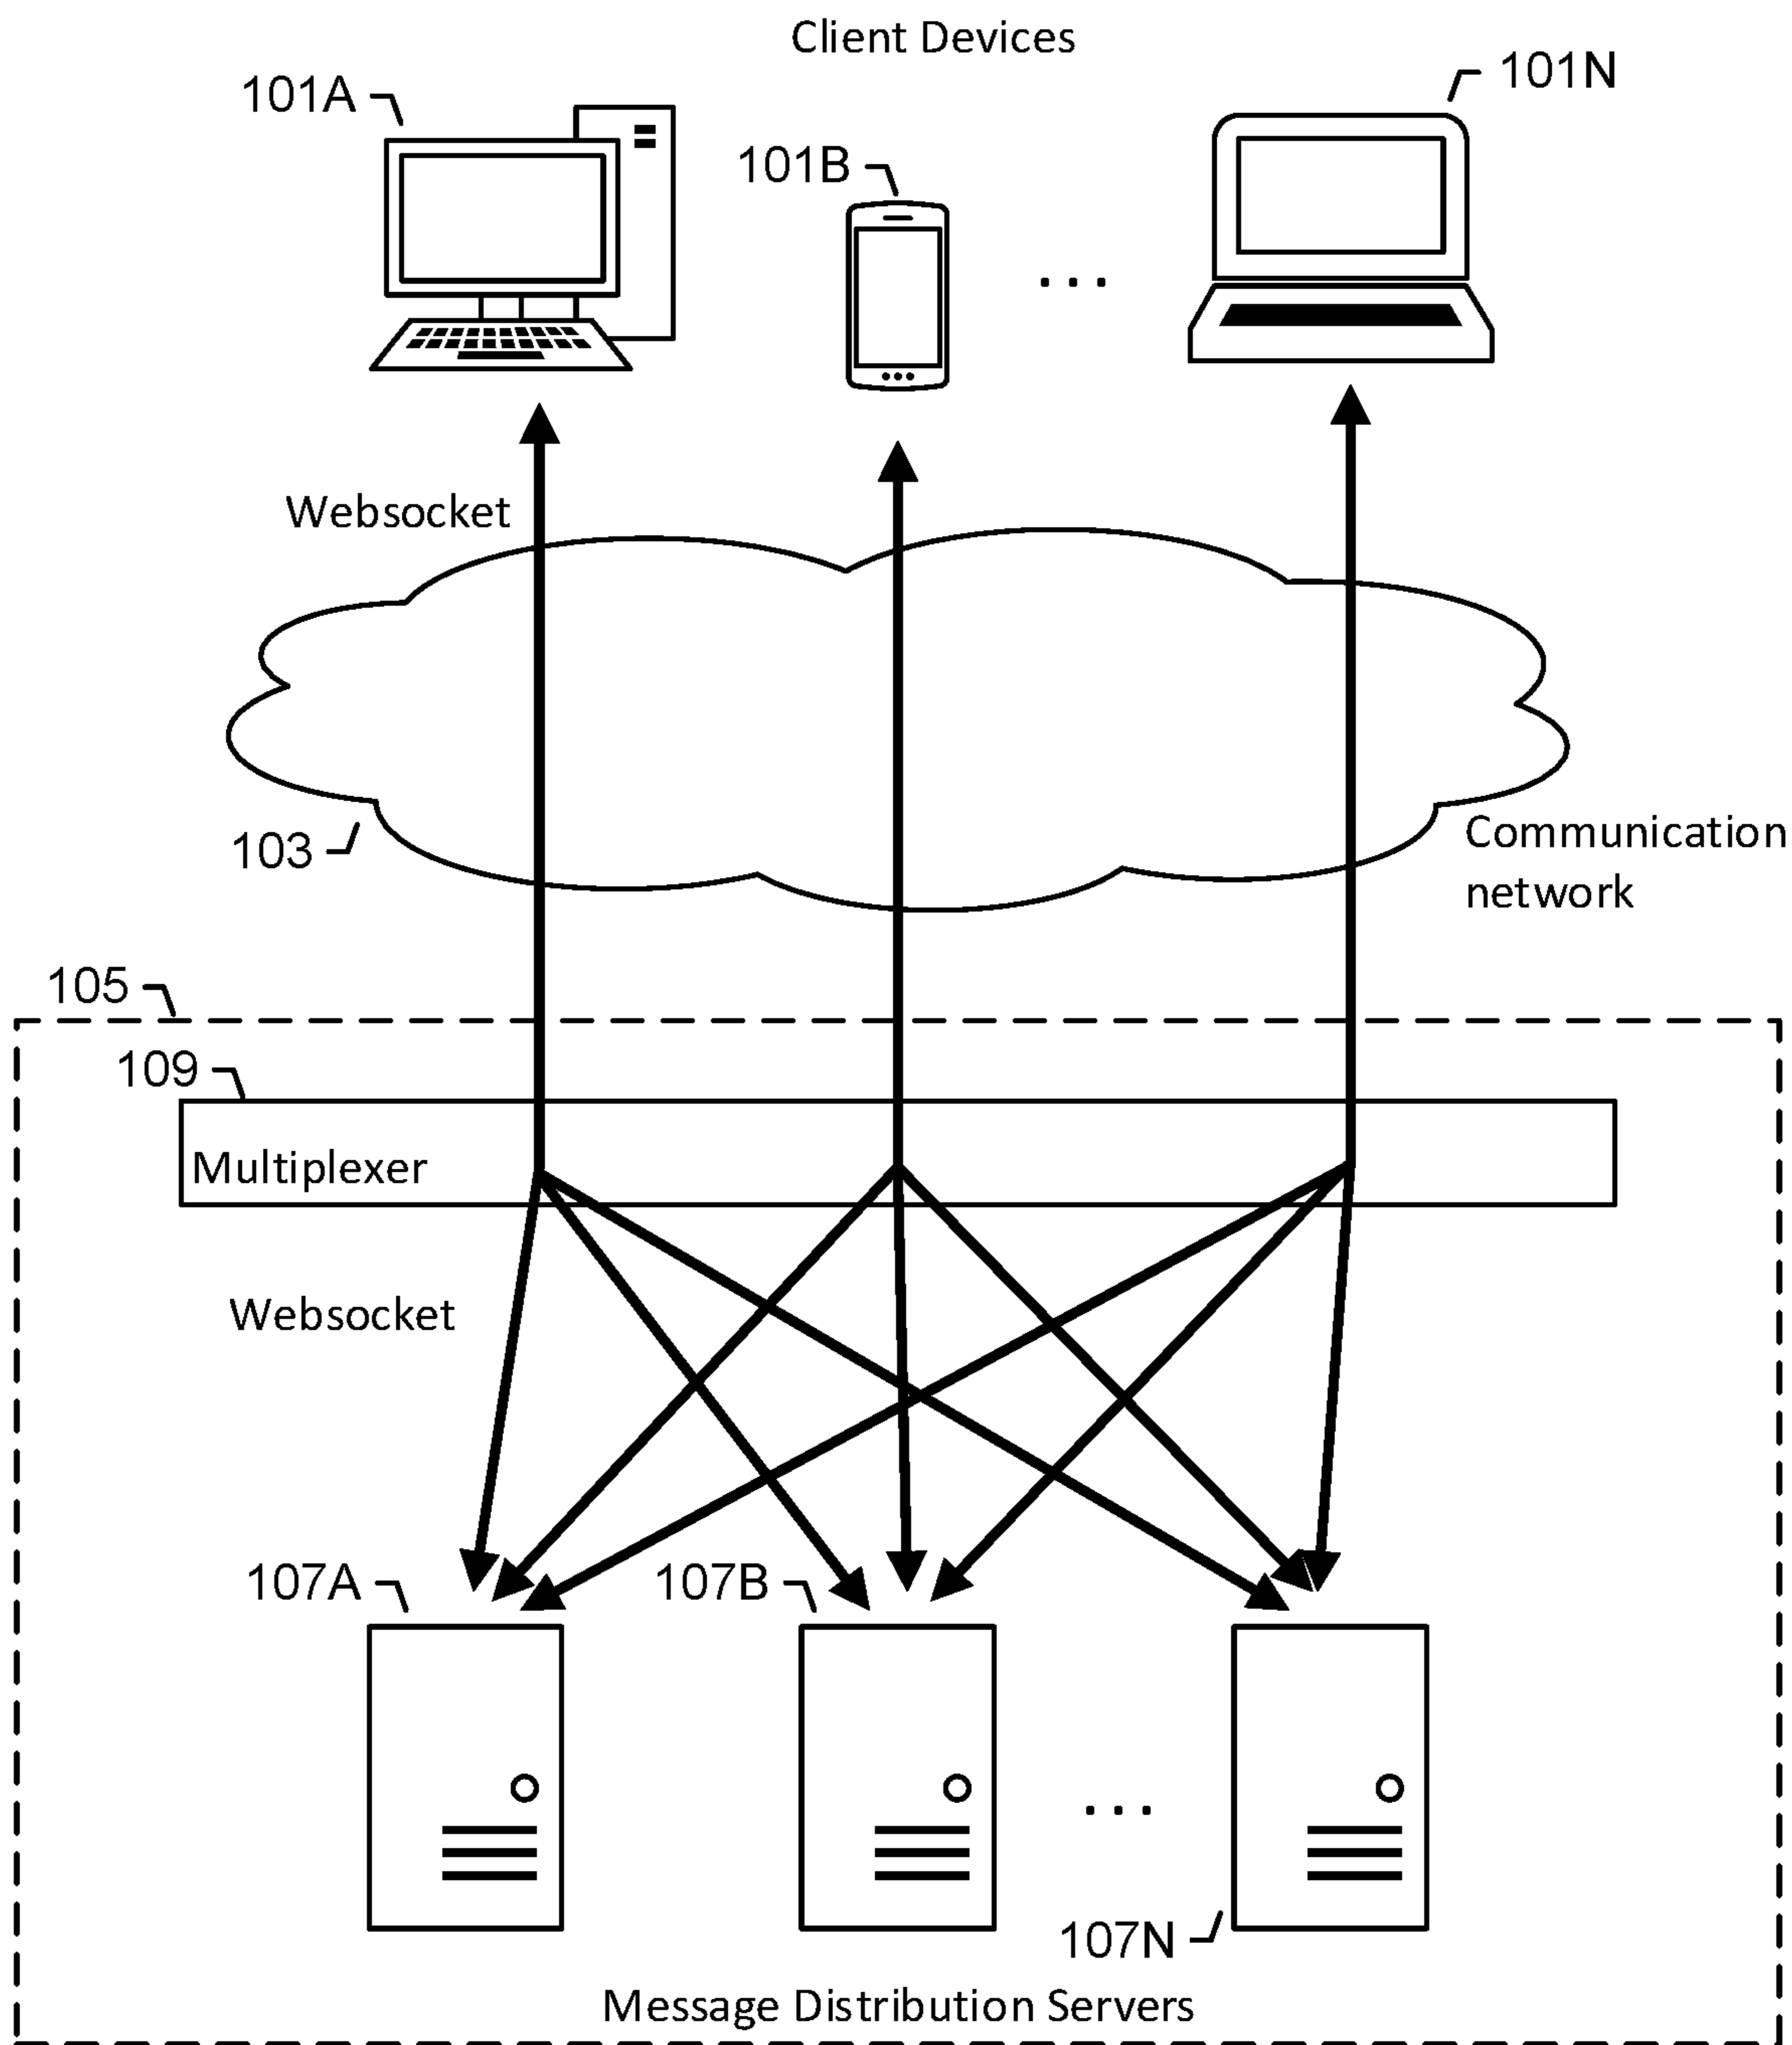 Client Devices
101A
101N
101B
...
Websocket
103
Communication
network
105
109
Multiplexer
Websocket
107A
107B
...
107N
Message Distribution Servers